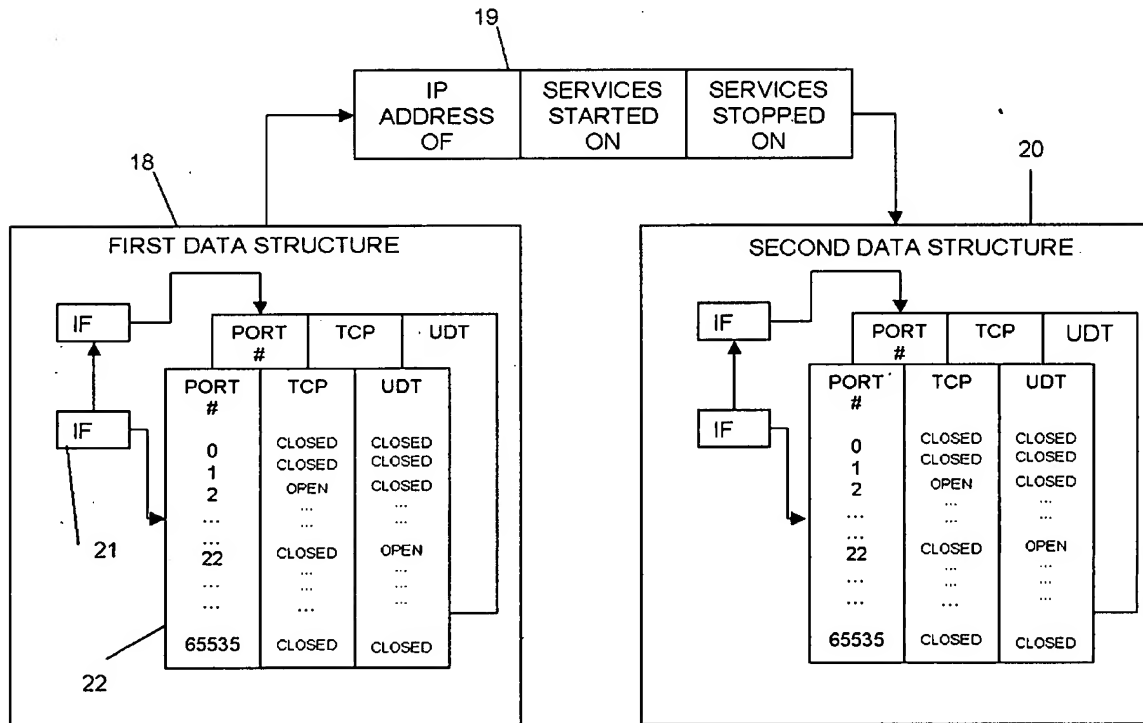 19
IP ADDRESS OF
SERVICES STARTED ON
SERVICES STOPPED ON
18
20
FIRST DATA STRUCTURE
IF
PORT # TCP UDT
IF
PORT # TCP UDT
0 CLOSED CLOSED
1 CLOSED CLOSED
2 OPEN CLOSED
... ... ...
... ... ...
22 CLOSED OPEN
... ... ...
... ... ...
... ... ...
65535 CLOSED CLOSED
21
22
SECOND DATA STRUCTURE
IF
PORT # TCP UDT
IF
PORT # TCP UDT
0 CLOSED CLOSED
1 CLOSED CLOSED
2 OPEN CLOSED
... ... ...
... ... ...
22 CLOSED OPEN
... ... ...
... ... ...
... ... ...
65535 CLOSED CLOSED